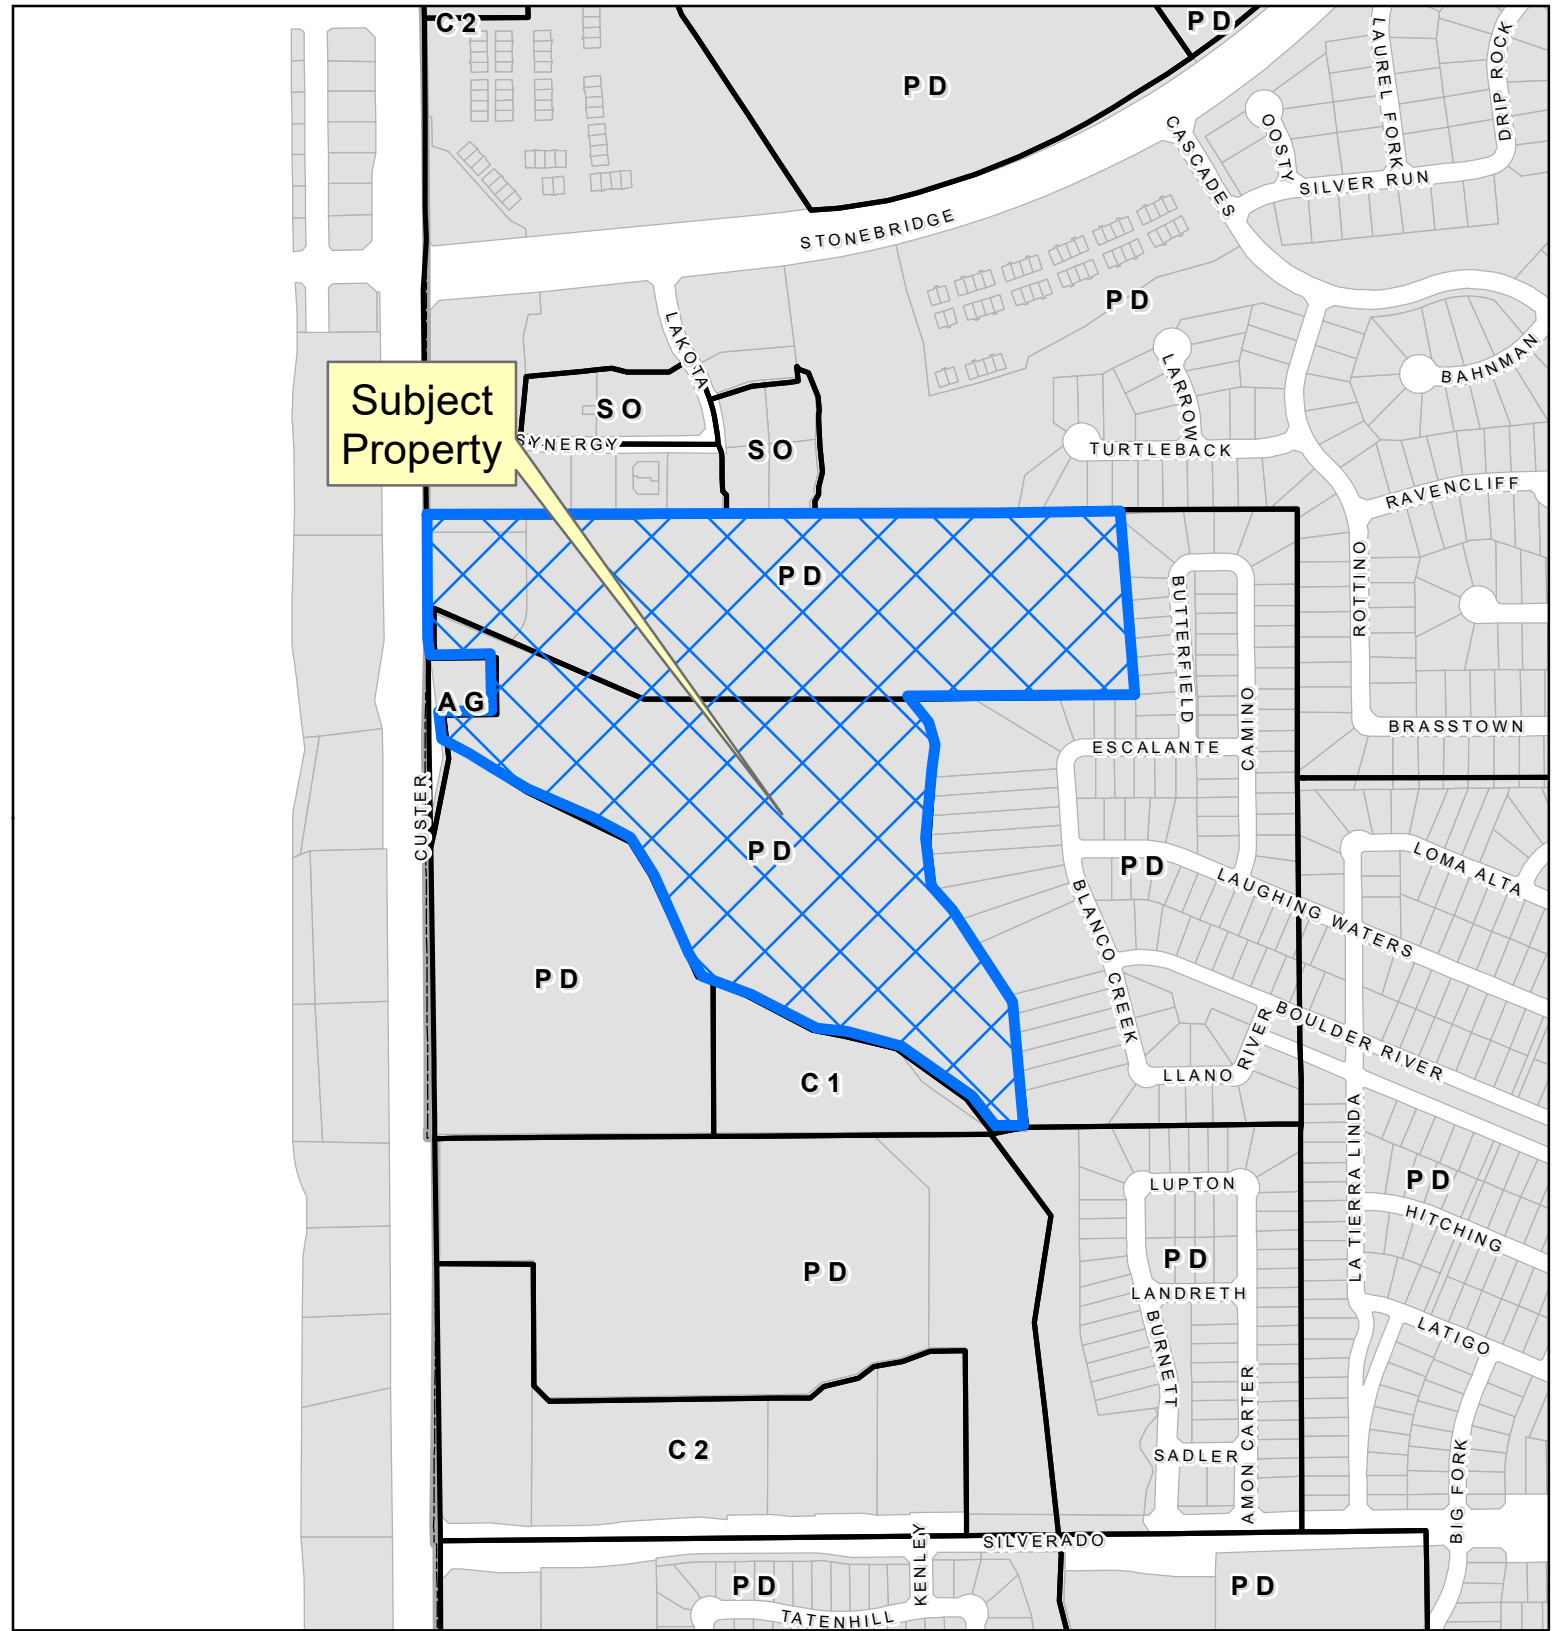 C 2
P D
P D
LAUREL FORK
DRIP ROCK
OOSTY
CASCADES
SILVER RUN
STONEBRIDGE
P D
LAKOTA
BAHNMAN
LARROW
Subject
Property
S O
SYNERGY
S O
TURTLEBACK
RAVENCLIFF
P D
BUTTERFIELD
ROTTINO
A G
CAMINO
BRASSTOWN
ESCALANTE
CUSTER
P D
P D
LOMA ALTA
LAUGHING WATERS
BLANCO CREEK
P D
BOULDER RIVER
RIVER
LLANO
C 1
LA TIERRA LINDA
LUPTON
P D
HITCHING
P D
P D
LANDRETH
BURNETT
LATIGO
AMON CARTER
C 2
SADLER
BIG FORK
KENLEY
SILVERADO
P D
P D
TATENHILL